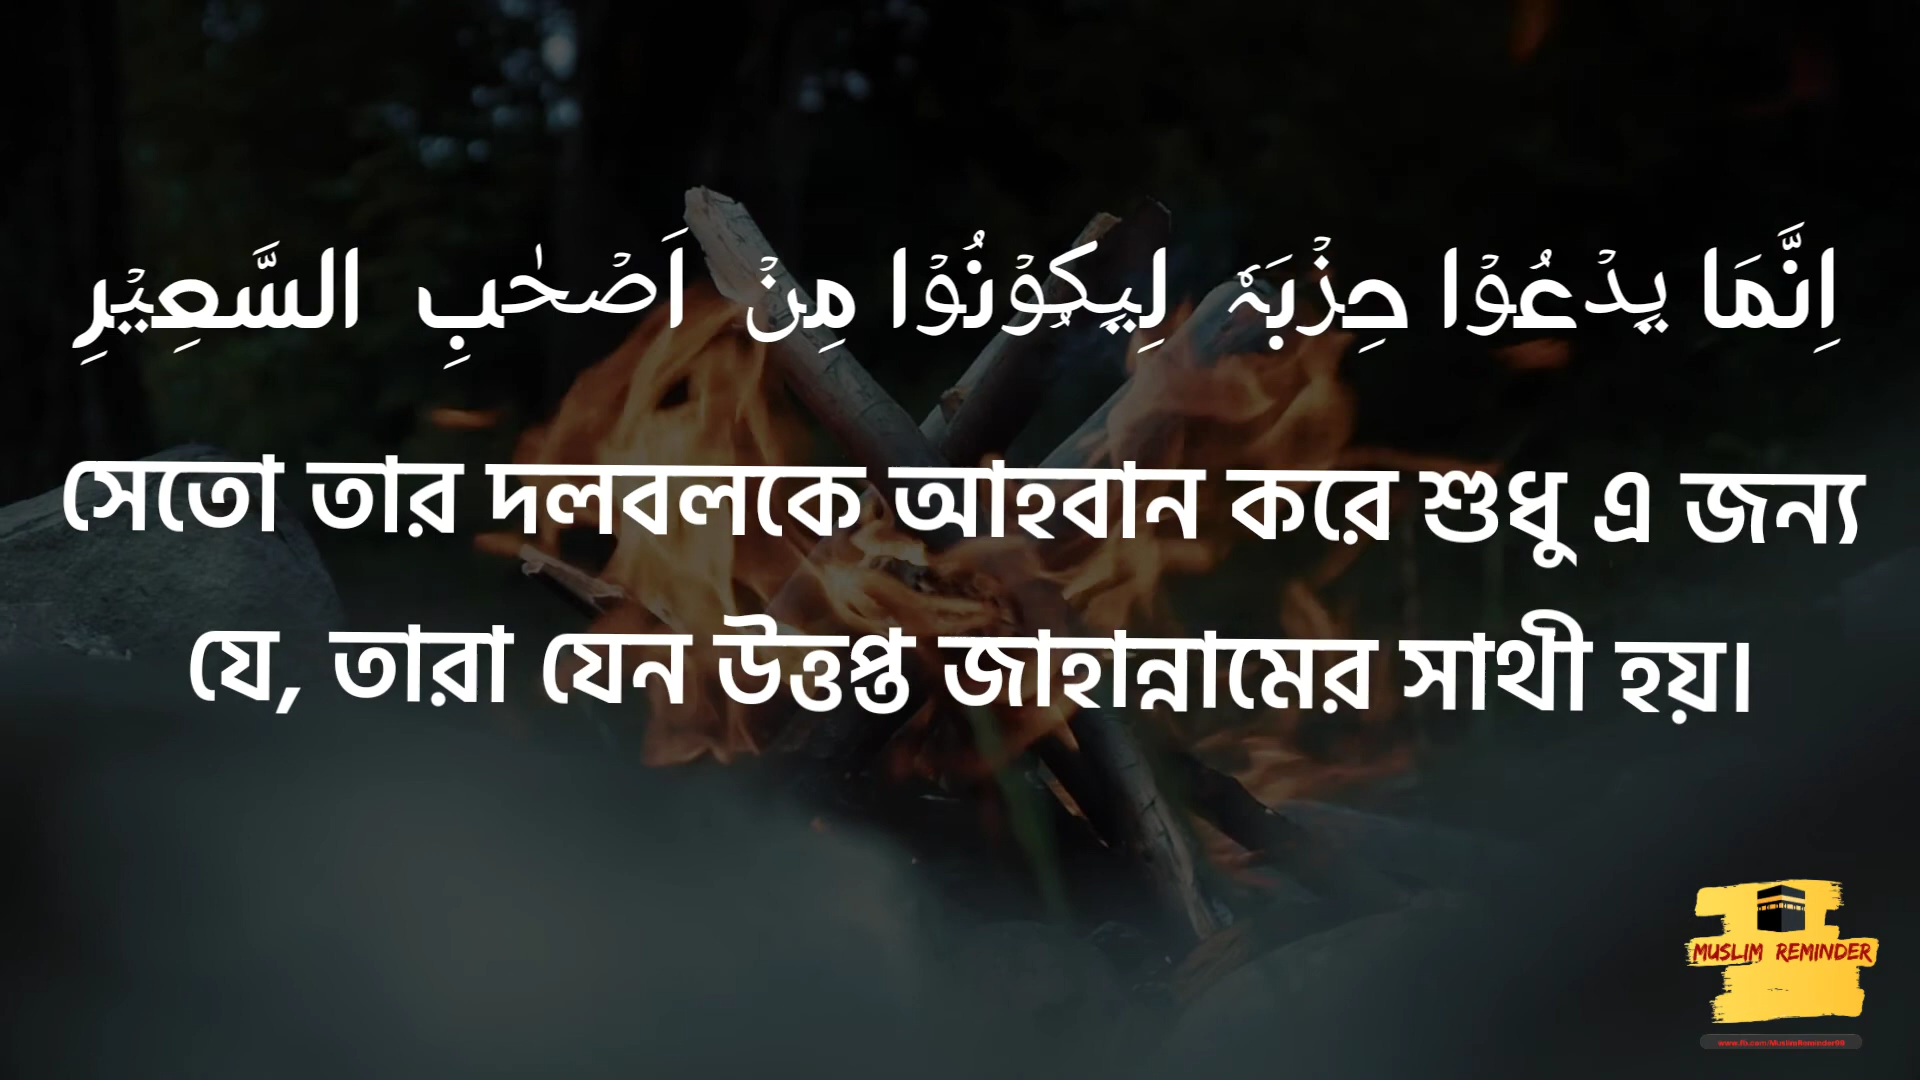 اِنَّمَا يَدۡعُوۡا حِزۡبَہٗ لِيَكُوۡنُوۡا مِنۡ اَصۡحٰبِ السَّعِيۡرِ
সেতো তার দলবলকে আহবান করে শুধু এ জন্য
যে, তারা যেন উত্তপ্ত জাহান্নামের সাথী হয়।
MUSLIM REMINDER